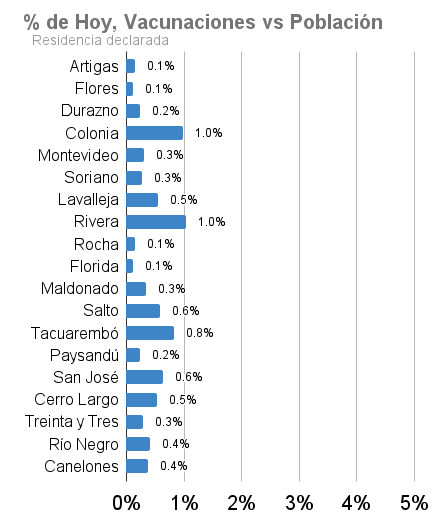 % de Hoy, Vacunaciones vs Población
Residencia declarada
Artigas 0.1%
Flores 0.1%
Durazno 0.2%
Colonia 1.0%
Montevideo 0.3%
Soriano 0.3%
Lavalleja 0.5%
Rivera 1.0%
Rocha 0.1%
Florida 0.1%
Maldonado 0.3%
Salto 0.6%
Tacuarembó 0.8%
Paysandú 0.2%
San José 0.6%
Cerro Largo 0.5%
Treinta y Tres 0.3%
Río Negro 0.4%
Canelones 0.4%
0% 1% 2% 3% 4% 5%